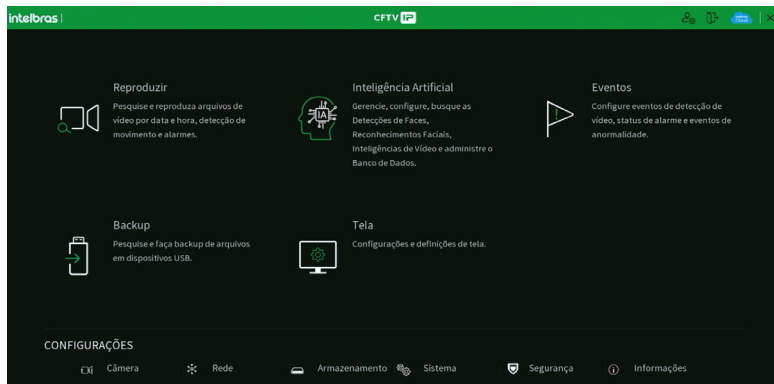 intelbras
CFTV IP
Reproduzir
Pesquise e reproduza arquivos de
vídeo por data e hora, detecção de
movimento e alarmes.
Inteligência Artificial
IA
Gerencie, configure, busque as
Detecções de Faces,
Reconhecimentos Faciais,
Inteligências de Vídeo e administre o
Banco de Dados.
Eventos
Configure eventos de detecção de
vídeo, status de alarme e eventos de
anormalidade.
Backup
Pesquise e faça backup de arquivos
em dispositivos USB.
Tela
Configurações e definições de tela.
CONFIGURAÇÕES
Câmera Rede Armazenamento Sistema Segurança Informações